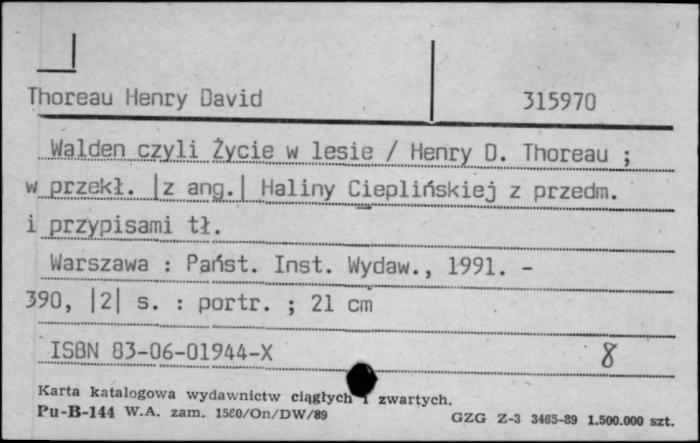 Thoreau Henry David 315970
Walden czyli Życie w lesie / Henry D. Thoreau ;
w przekł. |z ang.| Haliny Cieplińskiej z przedm.
i przypisami tł.
Warszawa : Państ. Inst. Wydaw., 1991. -
390, |2| s. : portr. ; 21 cm
ISBN 83-06-01944-X 8
Karta katalogowa wydawnictw ciągłych i zwartych.
Pu-B-144 W.A. zam. 1580/On/DW/89 GZG Z-3 3465-89 1.500.000 szt.